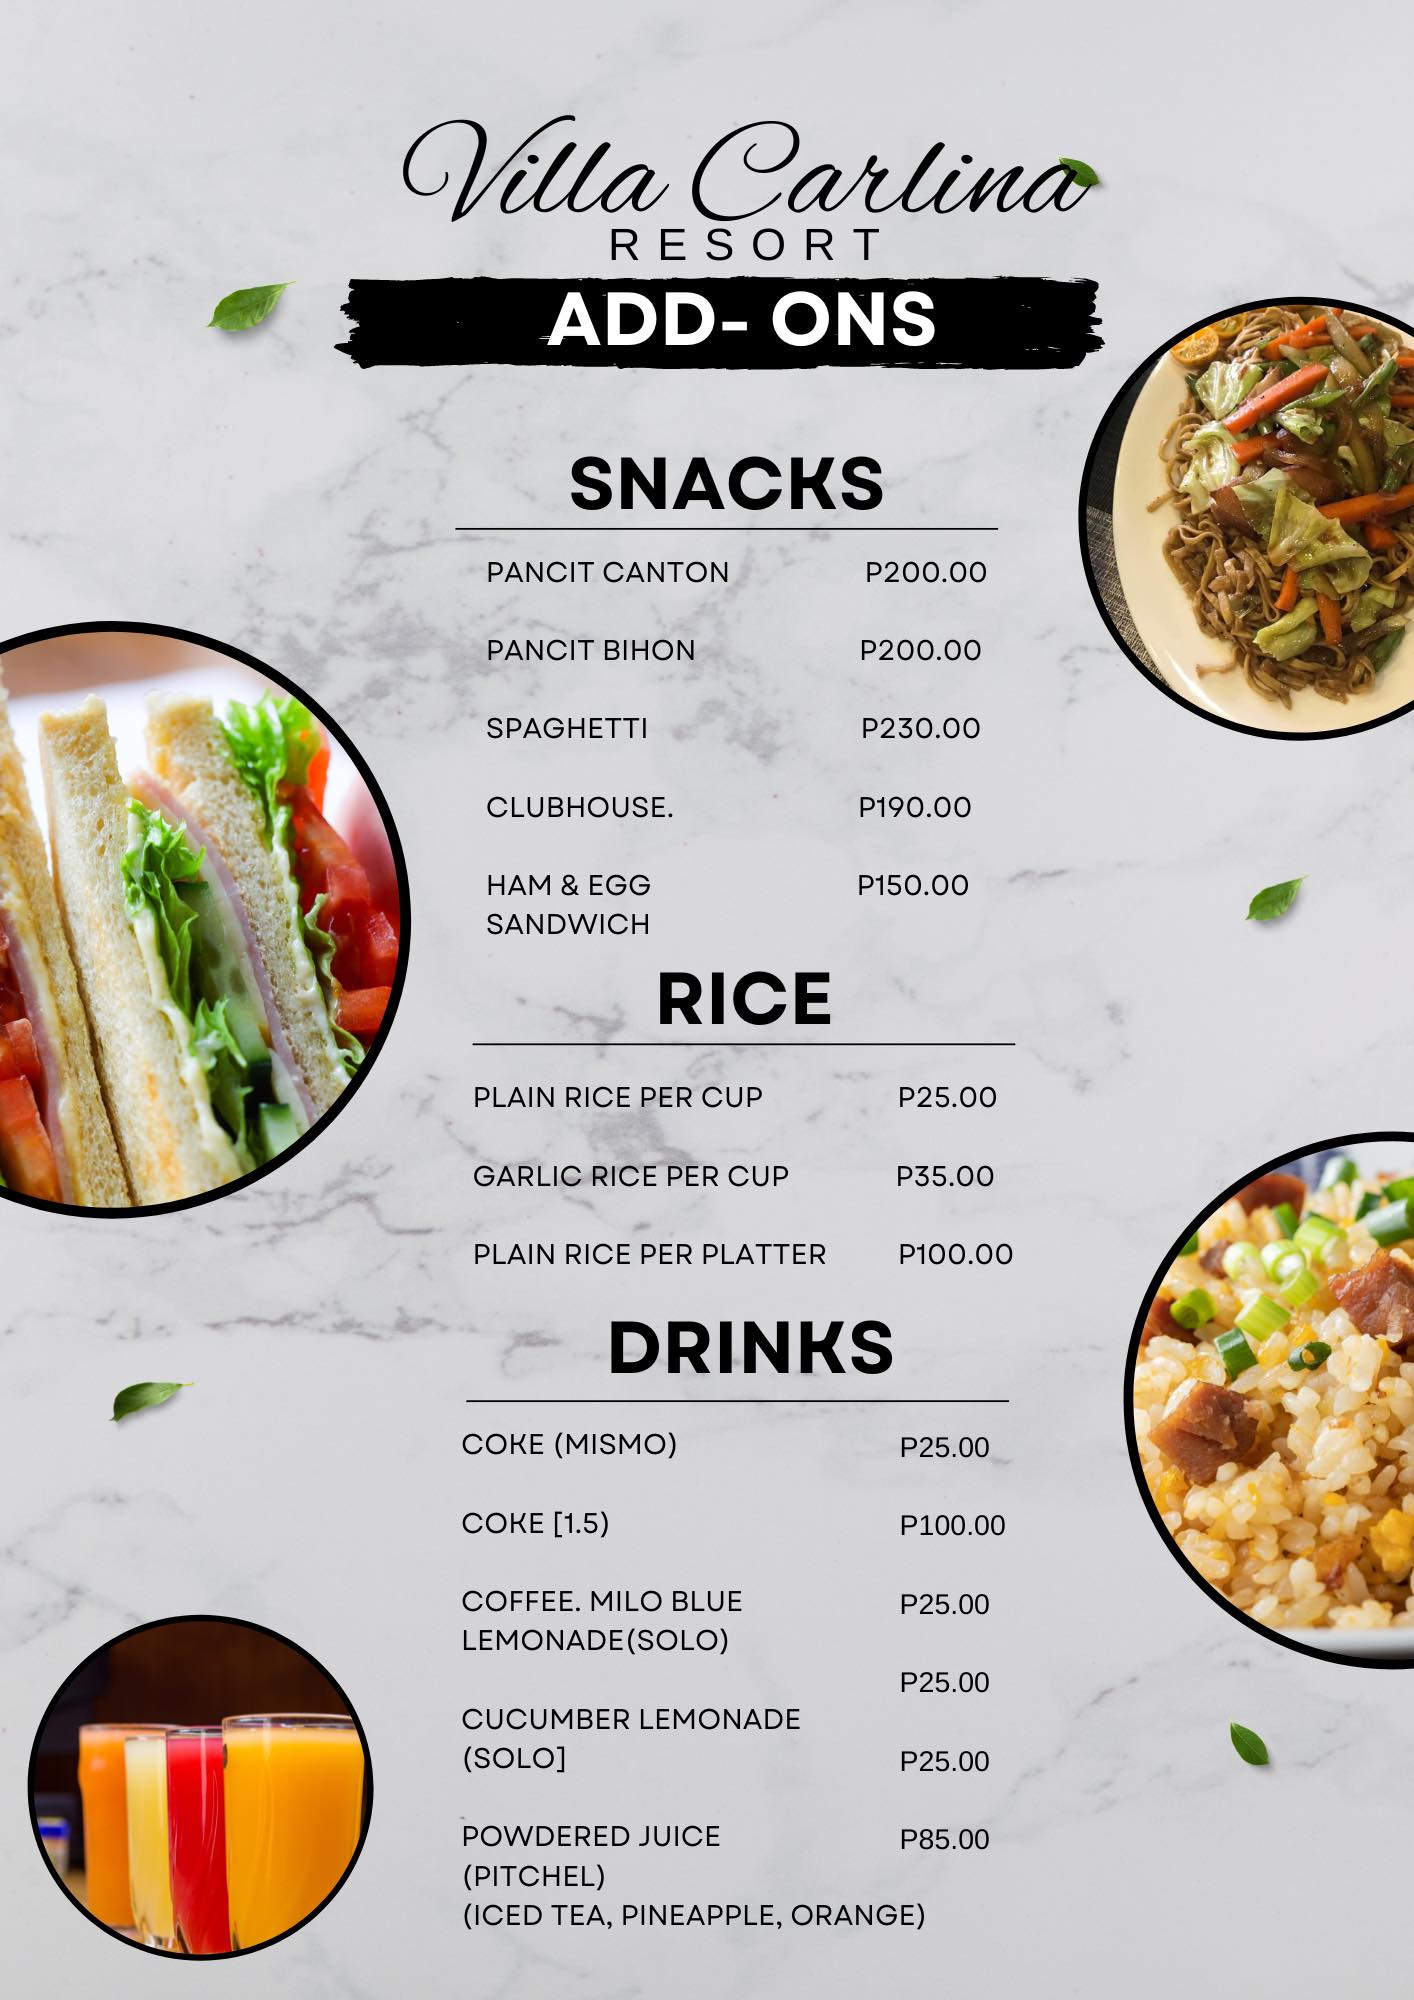 Villa Carlina
RESORT
ADD- ONS
SNACKS
PANCIT CANTON P200.00
PANCIT BIHON P200.00
SPAGHETTI P230.00
CLUBHOUSE. P190.00
HAM & EGG P150.00
SANDWICH
RICE
PLAIN RICE PER CUP P25.00
GARLIC RICE PER CUP P35.00
PLAIN RICE PER PLATTER P100.00
DRINKS
COKE (MISMO) P25.00
COKE [1.5) P100.00
COFFEE. MILO BLUE P25.00
LEMONADE(SOLO)
P25.00
CUCUMBER LEMONADE
(SOLO] P25.00
POWDERED JUICE P85.00
(PITCHEL)
(ICED TEA, PINEAPPLE, ORANGE)